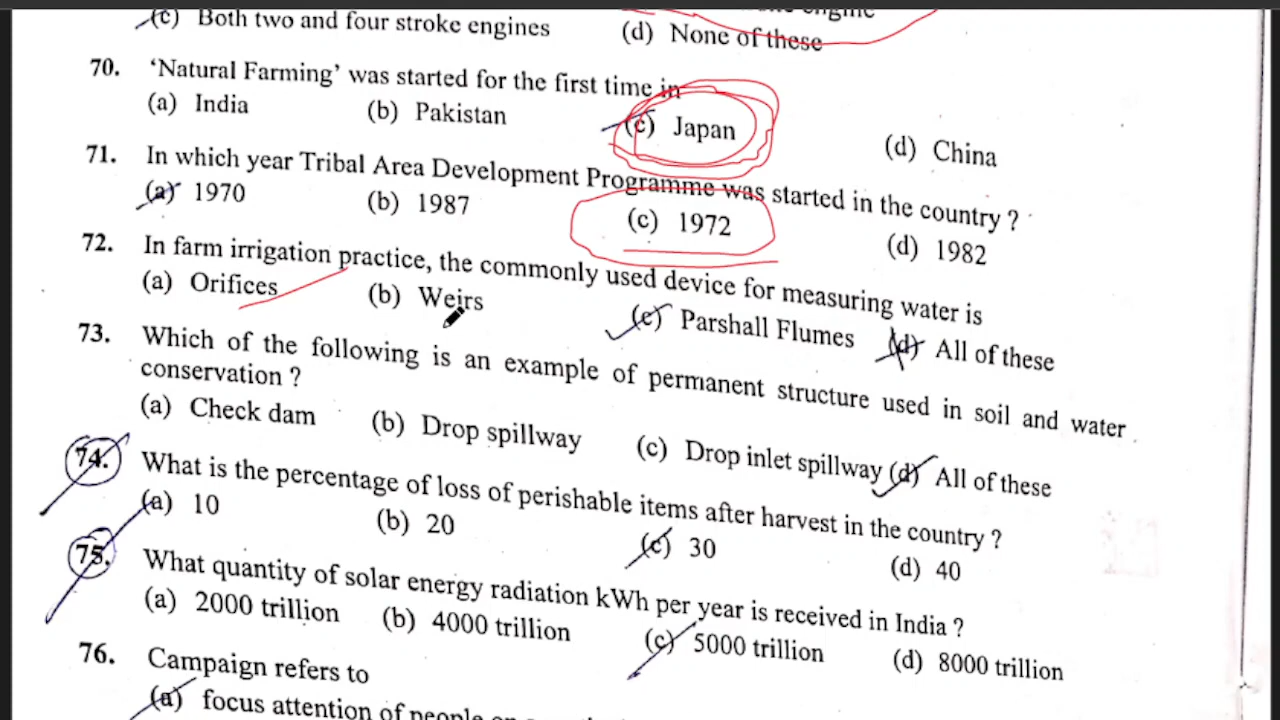 (c) Both two and four stroke engines (d) None of these
70. ‘Natural Farming’ was started for the first time in
(a) India (b) Pakistan (c) Japan (d) China
71. In which year Tribal Area Development Programme was started in the country ?
(a) 1970 (b) 1987 (c) 1972 (d) 1982
72. In farm irrigation practice, the commonly used device for measuring water is
(a) Orifices (b) Weirs (c) Parshall Flumes (d) All of these
73. Which of the following is an example of permanent structure used in soil and water
conservation ?
(a) Check dam (b) Drop spillway (c) Drop inlet spillway (d) All of these
74. What is the percentage of loss of perishable items after harvest in the country ?
(a) 10 (b) 20 (c) 30 (d) 40
75. What quantity of solar energy radiation kWh per year is received in India ?
(a) 2000 trillion (b) 4000 trillion (c) 5000 trillion (d) 8000 trillion
76. Campaign refers to
(a) focus attention of people